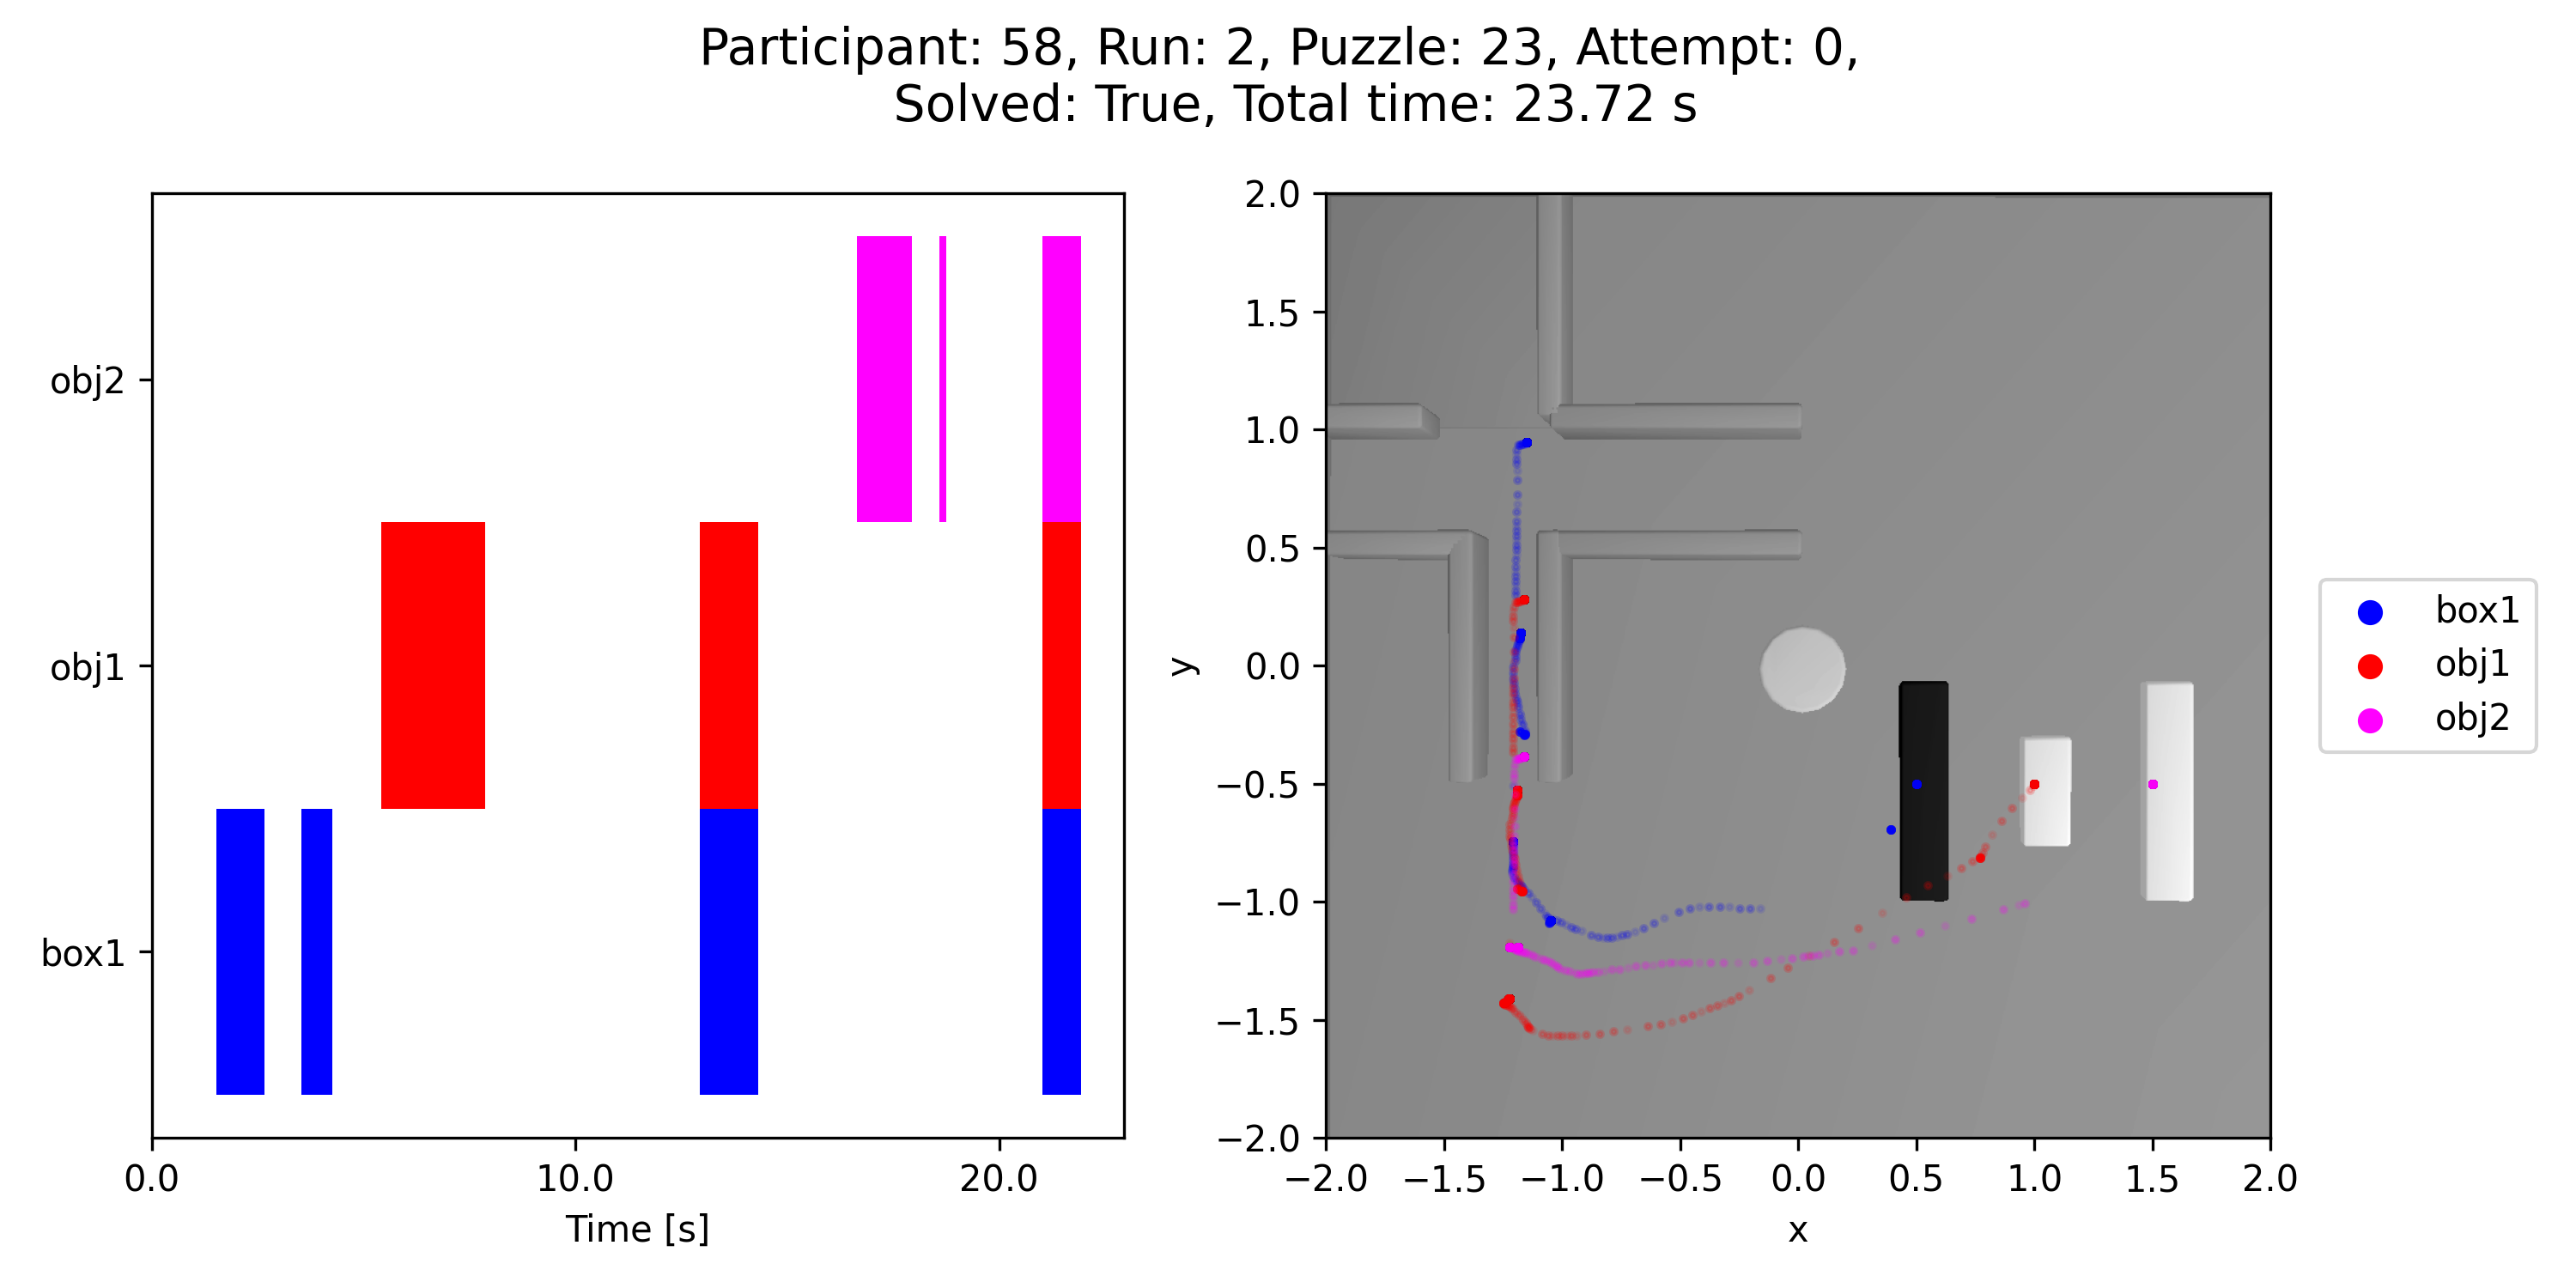 Participant: 58, Run: 2, Puzzle: 23, Attempt: 0,
Solved: True, Total time: 23.72 s
obj2
obj1
box1
0.0 10.0 20.0
Time [s]
2.0
1.5
1.0
0.5
0.0
−0.5
−1.0
−1.5
−2.0
y
−2.0 −1.5 −1.0 −0.5 0.0 0.5 1.0 1.5 2.0
x
box1
obj1
obj2